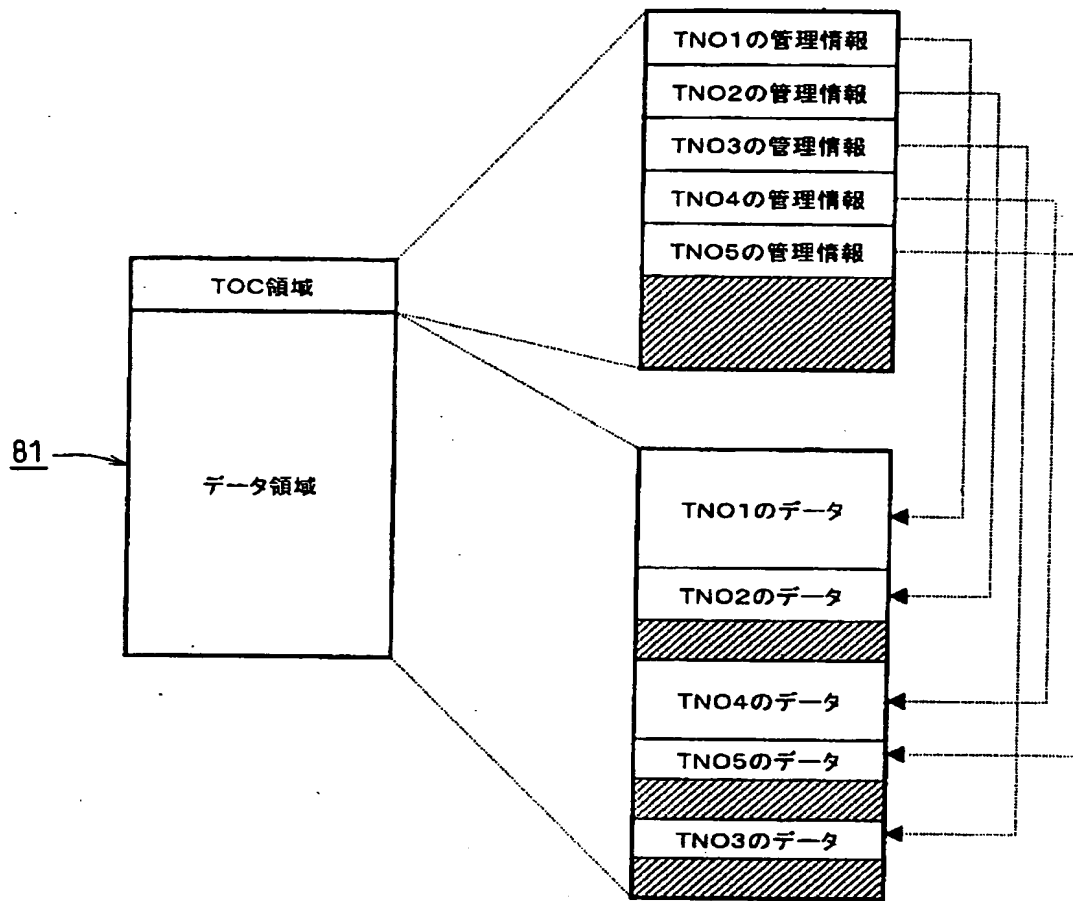 TNO1の管理情報
TNO2の管理情報
TNO3の管理情報
TNO4の管理情報
TNO5の管理情報
TOC領域
81
データ領域
TNO1のデータ
TNO2のデータ
TNO4のデータ
TNO5のデータ
TNO3のデータ